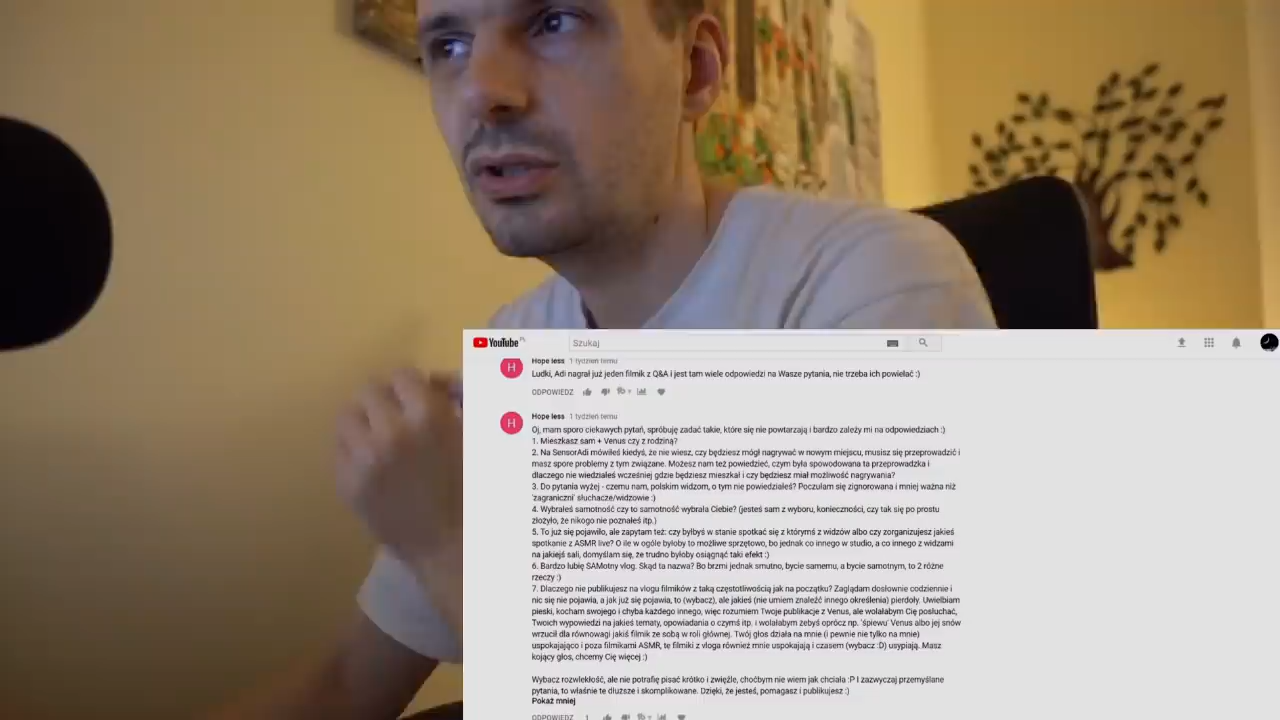 YouTube PL
Szukaj
Hope less 1 tydzień temu
Ludki, Adi nagrał już jeden filmik z Q&A i jest tam wiele odpowiedzi na Wasze pytania, nie trzeba ich powielać :)
ODPOWIEDZ
H
H
Hope less 1 tydzień temu
Oj, mam sporo ciekawych pytań, spróbuję zadać takie, które się nie powtarzają i bardzo zależy mi na odpowiedziach :)
1. Mieszkasz sam + Venus czy z rodziną?
2. Na SensorAdi mówiłeś kiedyś, że nie wiesz, czy będziesz mógł nagrywać w nowym miejscu, musisz się przeprowadzić i
masz spore problemy z tym związane. Możesz nam też powiedzieć, czym była spowodowana ta przeprowadzka i
dlaczego nie wiedziałeś wcześniej gdzie będziesz mieszkał i czy będziesz miał możliwość nagrywania?
3. Do pytania wyżej - czemu nam, polskim widzom, o tym nie powiedziałeś? Poczułam się zignorowana i mniej ważna niż
'zagraniczni' słuchacze/widzowie :)
4. Wybrałeś samotność czy to samotność wybrała Ciebie? (jesteś sam z wyboru, konieczności, czy tak się po prostu
złożyło, że nikogo nie poznałeś itp.)
5. To już się pojawiło, ale zapytam też: czy byłbyś w stanie spotkać się z którymś z widzów albo czy zorganizujesz jakieś
spotkanie z ASMR live? O ile w ogóle byłoby to możliwe sprzętowo, bo jednak co innego w studio, a co innego z widzami
na jakiejś sali, domyślam się, że trudno byłoby osiągnąć taki efekt :)
6. Bardzo lubię SAMotny vlog. Skąd ta nazwa? Bo brzmi jednak smutno, bycie samemu, a bycie samotnym, to 2 różne
rzeczy :)
7. Dlaczego nie publikujesz na vlogu filmików z taką częstotliwością jak na początku? Zaglądam dosłownie codziennie i
nic się nie pojawia, a jak już się pojawia, to (wybacz), ale jakieś (nie umiem znaleźć innego określenia) pierdoły. Uwielbiam
pieski, kocham swojego i chyba każdego innego, więc rozumiem Twoje publikacje z Venus, ale wolałabym Cię posłuchać,
Twoich wypowiedzi na jakieś tematy, opowiadania o czymś itp. i wolałabym żebyś oprócz np. 'śpiewu' Venus albo jej snów
wrzucił dla równowagi jakiś filmik ze sobą w roli głównej. Twój głos działa na mnie (i pewnie nie tylko na mnie)
uspokajająco i poza filmikami ASMR, te filmiki z vloga również mnie uspokajają i czasem (wybacz :D) usypiają. Masz
kojący głos, chcemy Cię więcej :)
Wybacz rozwlekłość, ale nie potrafię pisać krótko i zwięźle, choćbym nie wiem jak chciała :P I zazwyczaj przemyślane
pytania, to właśnie te dłuższe i skomplikowane. Dzięki, że jesteś, pomagasz i publikujesz :)
Pokaż mniej
ODPOWIEDZ 1